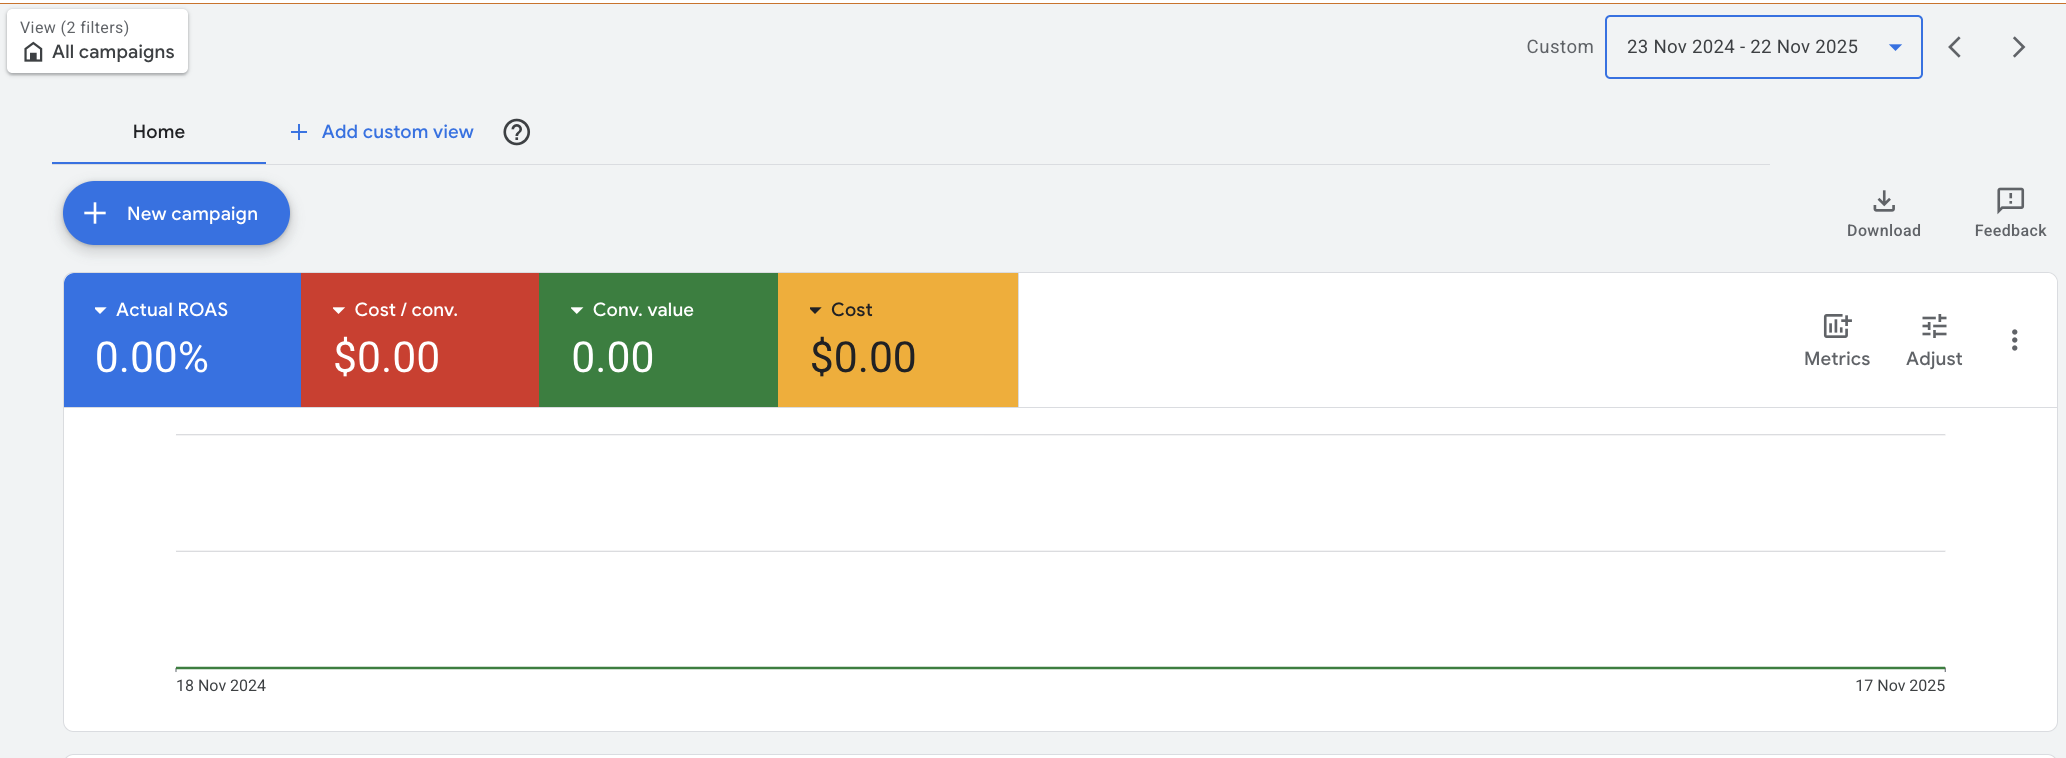 View (2 filters)
All campaigns
Custom
23 Nov 2024 - 22 Nov 2025
Home
Add custom view
New campaign
Download
Feedback
Actual ROAS
0.00%
Cost / conv.
$0.00
Conv. value
0.00
Cost
$0.00
Metrics
Adjust
18 Nov 2024
17 Nov 2025